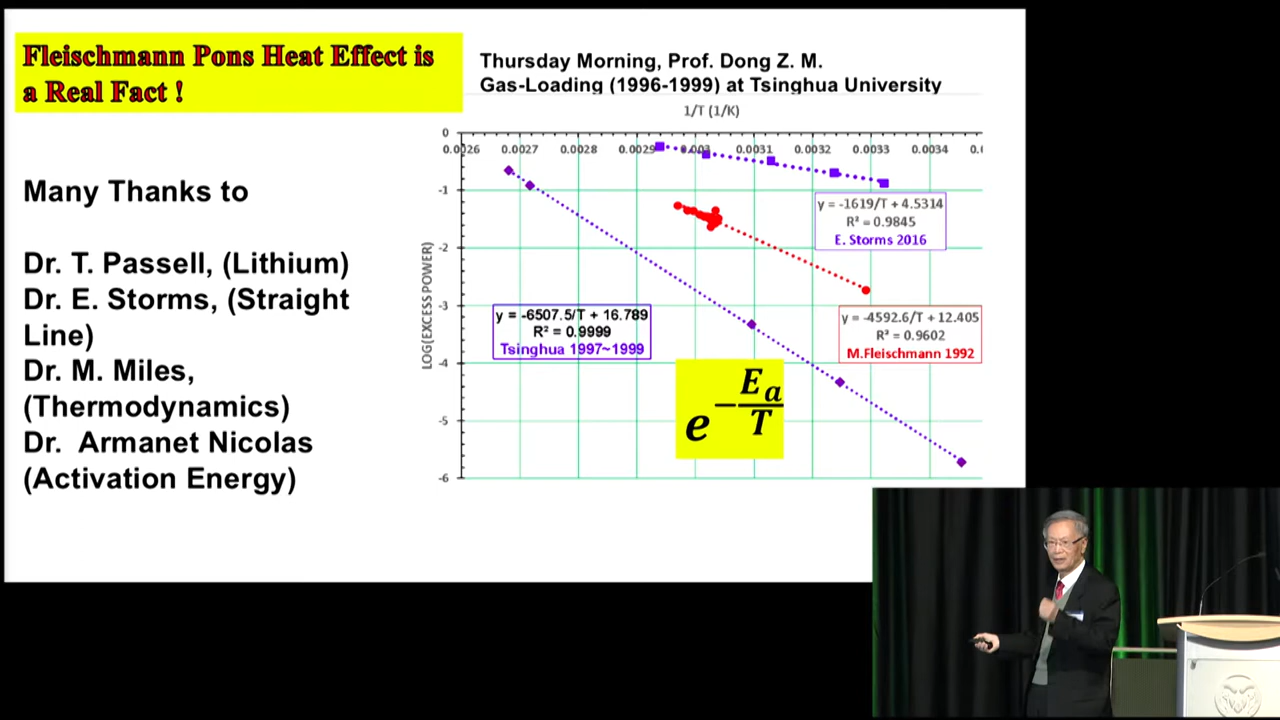 Fleischmann Pons Heat Effect is
a Real Fact !
Many Thanks to
Dr. T. Passell, (Lithium)
Dr. E. Storms, (Straight
Line)
Dr. M. Miles,
(Thermodynamics)
Dr. Armanet Nicolas
(Activation Energy)
Thursday Morning, Prof. Dong Z. M.
Gas-Loading (1996-1999) at Tsinghua University
1/T (1/K)
0
0.0026 0.0027 0.0028 0.0029 0.003 0.0031 0.0032 0.0033 0.0034
-1
-2
-3
-4
-5
-6
LOG(EXCESS POWER)
y = -1619/T + 4.5314
R² = 0.9845
E. Storms 2016
y = -6507.5/T + 16.789
R² = 0.9999
Tsinghua 1997~1999
y = -4592.6/T + 12.405
R² = 0.9602
M.Fleischmann 1992
e^(-E_a/T)